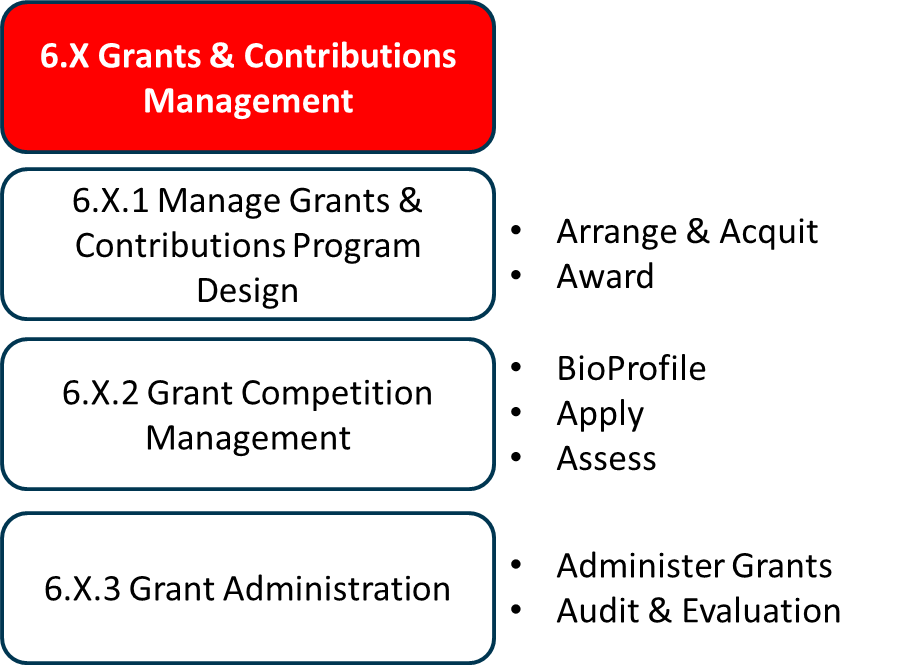 6.X Grants & Contributions
Management
6.X.1 Manage Grants &
Contributions Program
Design
• Arrange & Acquit
• Award
6.X.2 Grant Competition
Management
• BioProfile
• Apply
• Assess
6.X.3 Grant Administration
• Administer Grants
• Audit & Evaluation